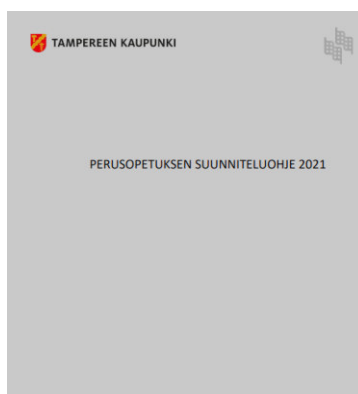 TAMPEREEN KAUPUNKI
PERUSOPETUKSEN SUUNNITELUOHJE 2021